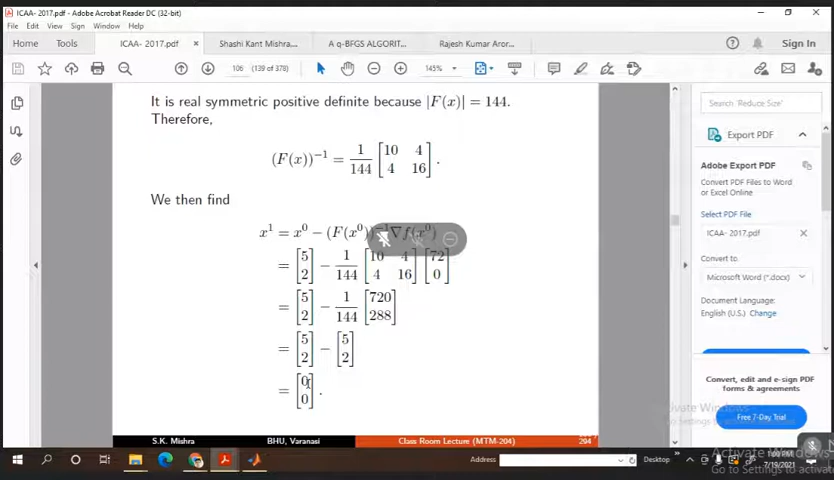 ICAA- 2017.pdf - Adobe Acrobat Reader DC (32-bit)
File Edit View Sign Window Help
Home Tools ICAA- 2017.pdf × Shashi Kant Mishra,... A q-BFGS ALGORIT... Rajesh Kumar Aror... Sign In
106 (139 of 378) 145%
It is real symmetric positive definite because |F(x)| = 144.
Therefore,
(F(x))⁻¹ = 1/144 [10 4; 4 16].
We then find
x¹ = x⁰ − (F(x⁰))⁻¹∇f(x⁰)
= [5; 2] − 1/144 [10 4; 4 16] [72; 0]
= [5; 2] − 1/144 [720; 288]
= [5; 2] − [5; 2]
= [0; 0].
S.K. Mishra BHU, Varanasi Class Room Lecture (MTM-204) 204
Search 'Reduce Size'
Export PDF
Adobe Export PDF
Convert PDF Files to Word
or Excel Online
Select PDF File
ICAA- 2017.pdf ×
Convert to
Microsoft Word (*.docx)
Document Language:
English (U.S.) Change
Convert, edit and e-sign PDF
forms & agreements
Free 7-Day Trial
Activate Windows
Go to Settings to activate Windows.
Address Desktop
7/19/2021